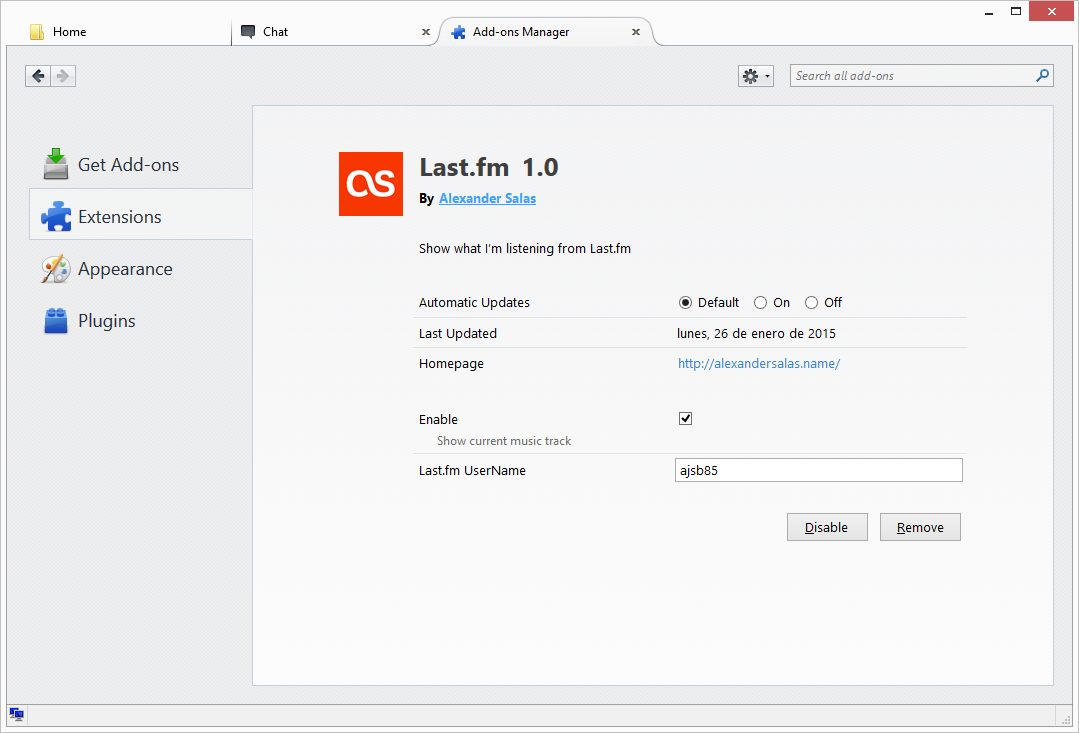 Home
Chat
Add-ons Manager
Search all add-ons
Get Add-ons
Extensions
Appearance
Plugins
Last.fm 1.0
By Alexander Salas
Show what I'm listening from Last.fm
Automatic Updates Default On Off
Last Updated lunes, 26 de enero de 2015
Homepage http://alexandersalas.name/
Enable
Show current music track
Last.fm UserName ajsb85
Disable Remove